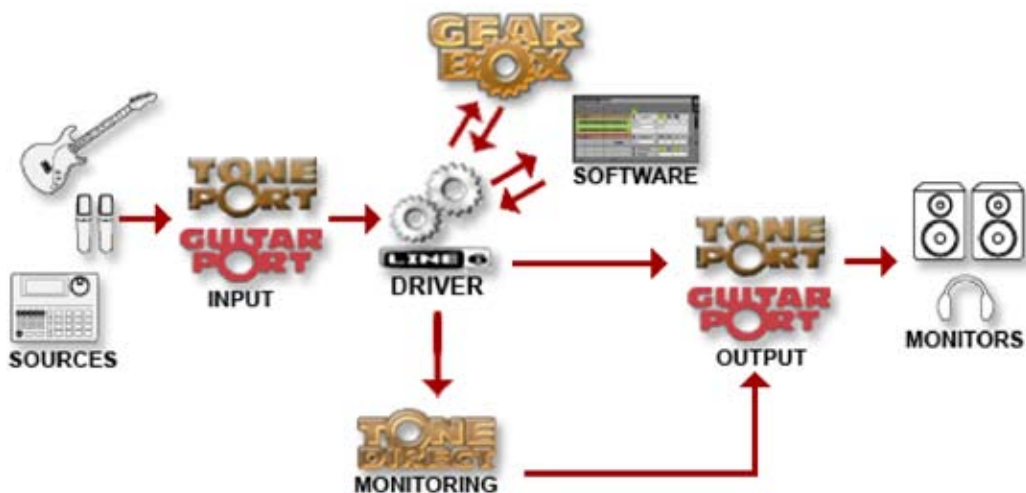 GEAR
BOX
SOFTWARE
TONE
PORT
GUITAR
PORT
INPUT
SOURCES
LINE 6
DRIVER
TONE
PORT
GUITAR
PORT
OUTPUT
MONITORS
TONE
DIRECT
MONITORING